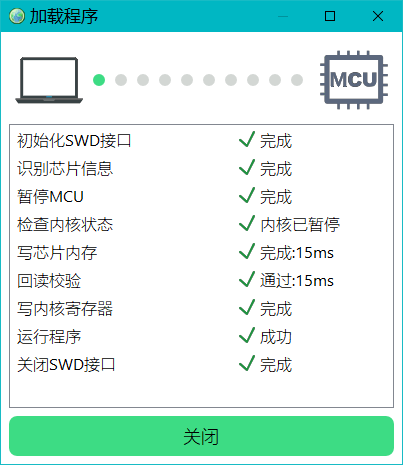 加载程序
MCU
初始化SWD接口 完成
识别芯片信息 完成
暂停MCU 完成
检查内核状态 内核已暂停
写芯片内存 完成:15ms
回读校验 通过:15ms
写内核寄存器 完成
运行程序 成功
关闭SWD接口 完成
关闭